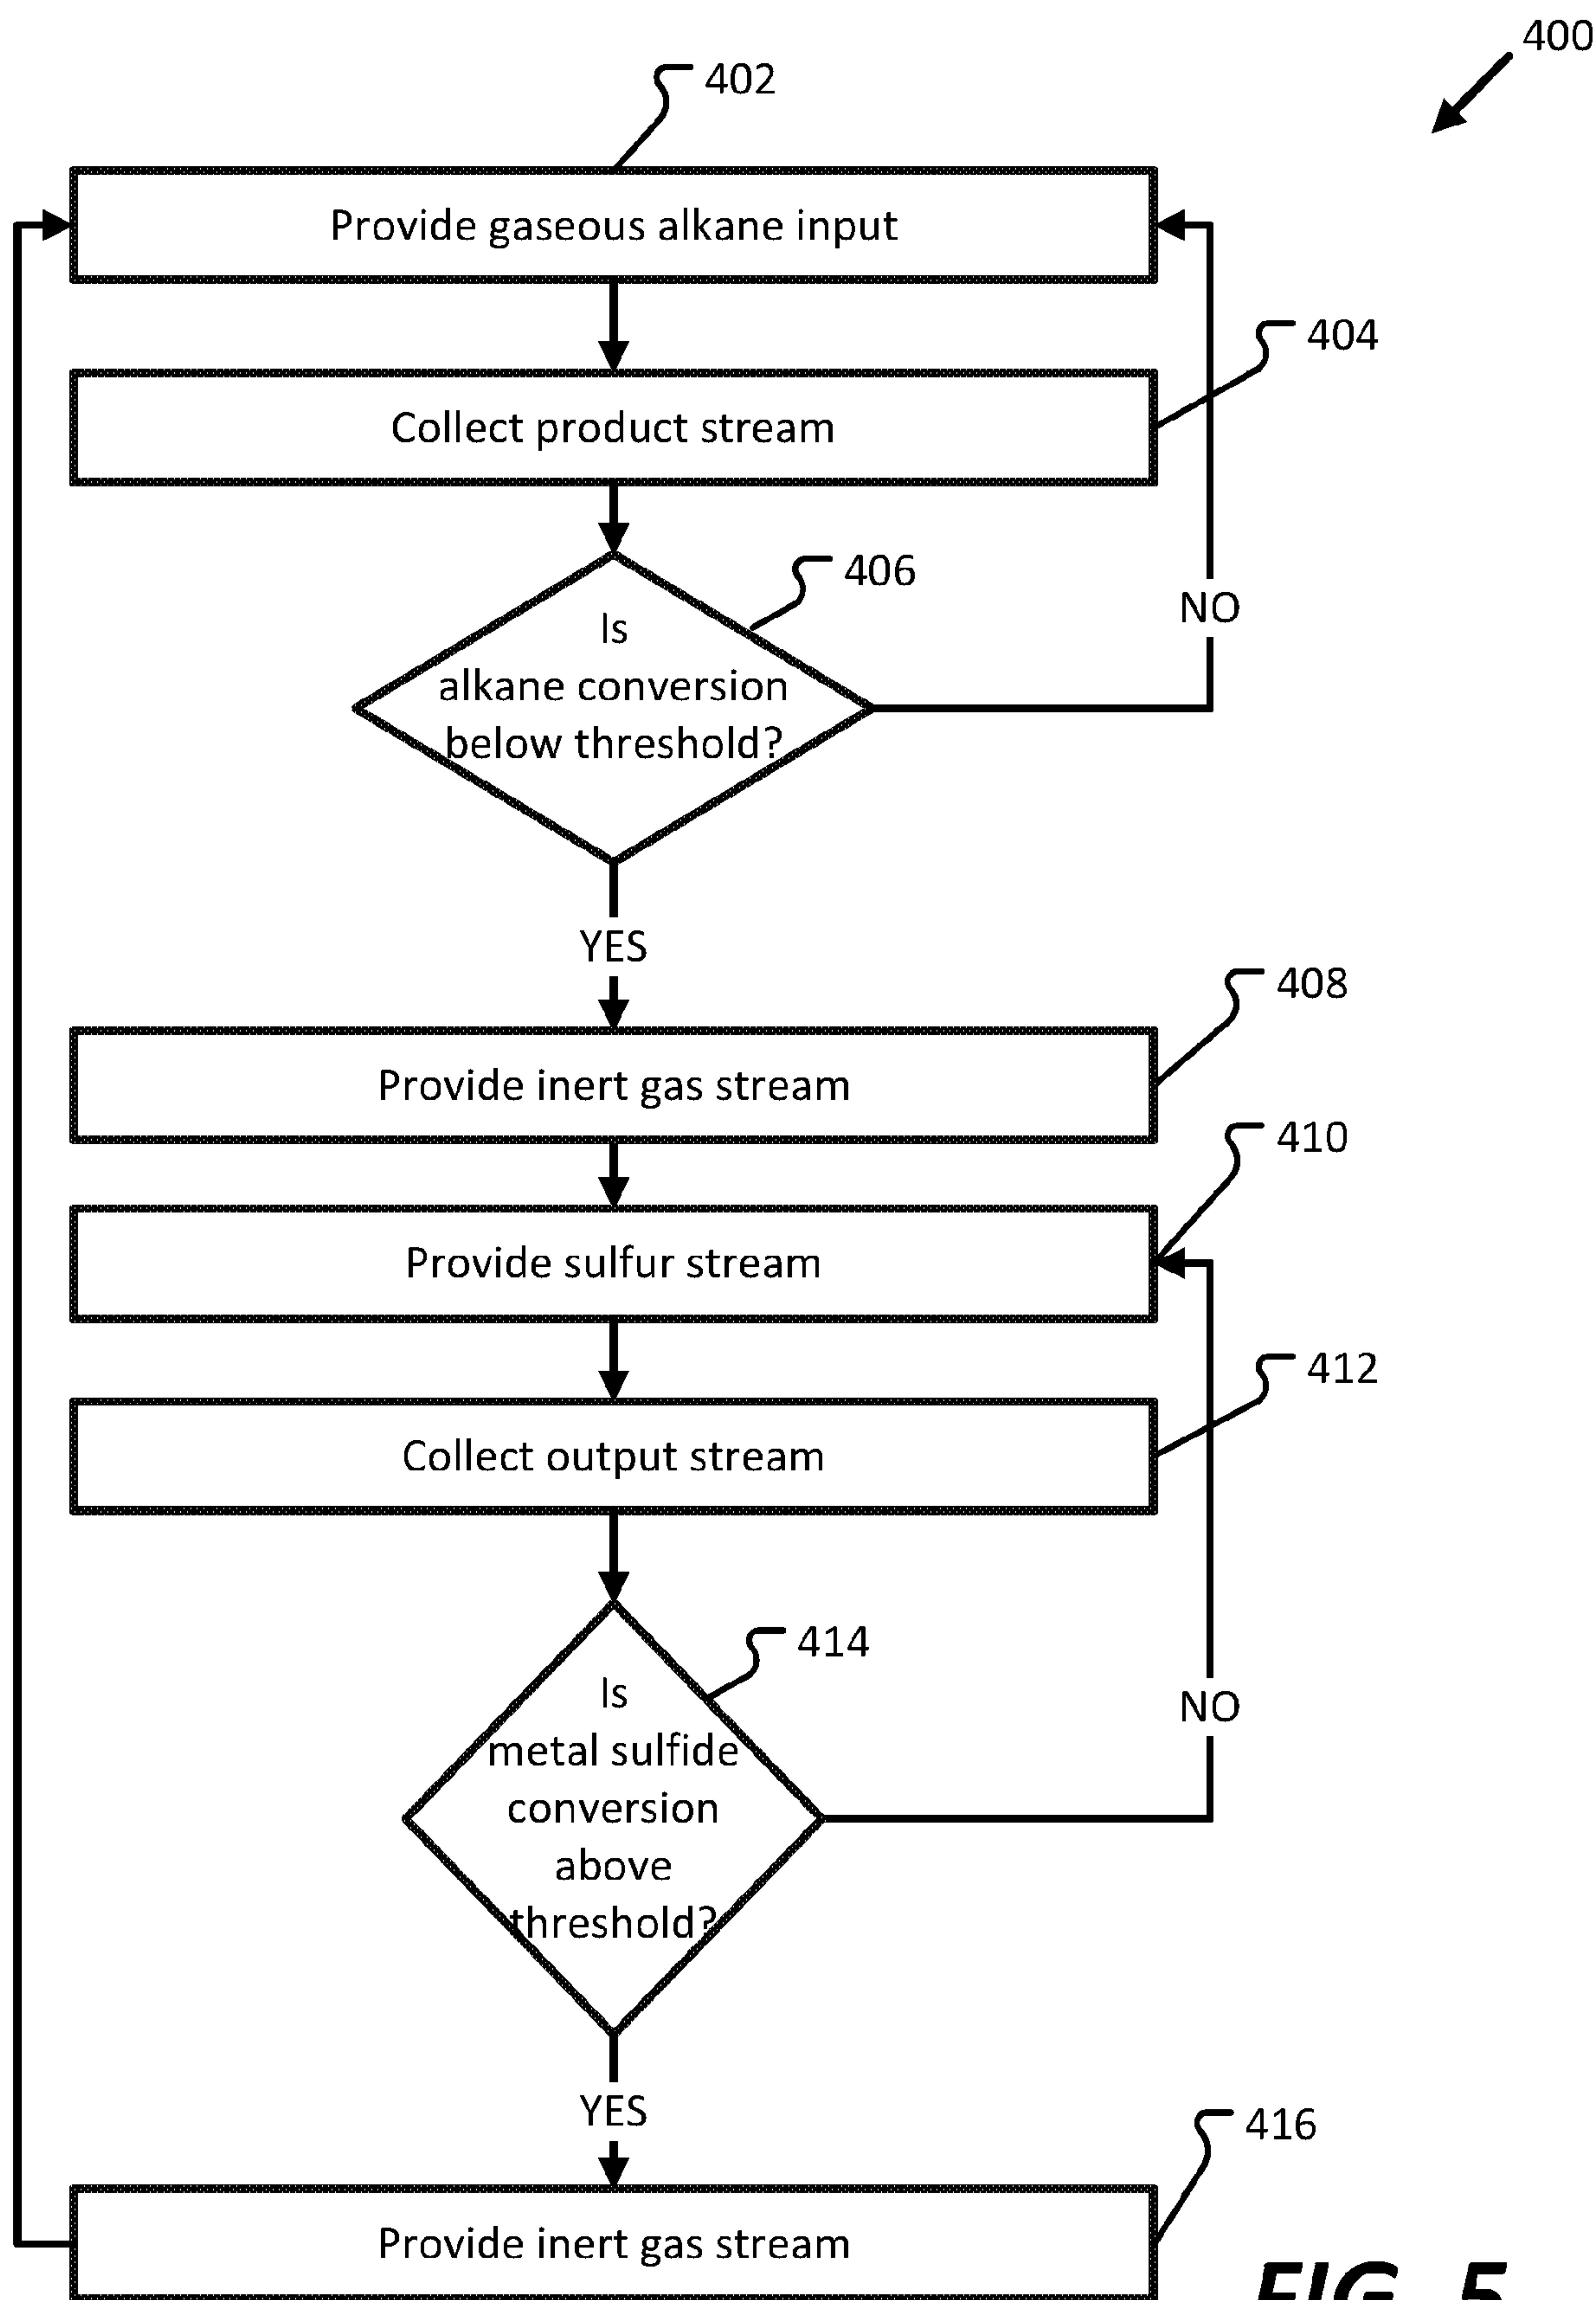 400
402
Provide gaseous alkane input
404
Collect product stream
406
Is
alkane conversion
below threshold?
NO
YES
408
Provide inert gas stream
410
Provide sulfur stream
412
Collect output stream
414
Is
metal sulfide
conversion
above
threshold?
NO
YES
416
Provide inert gas stream
FIG. 5